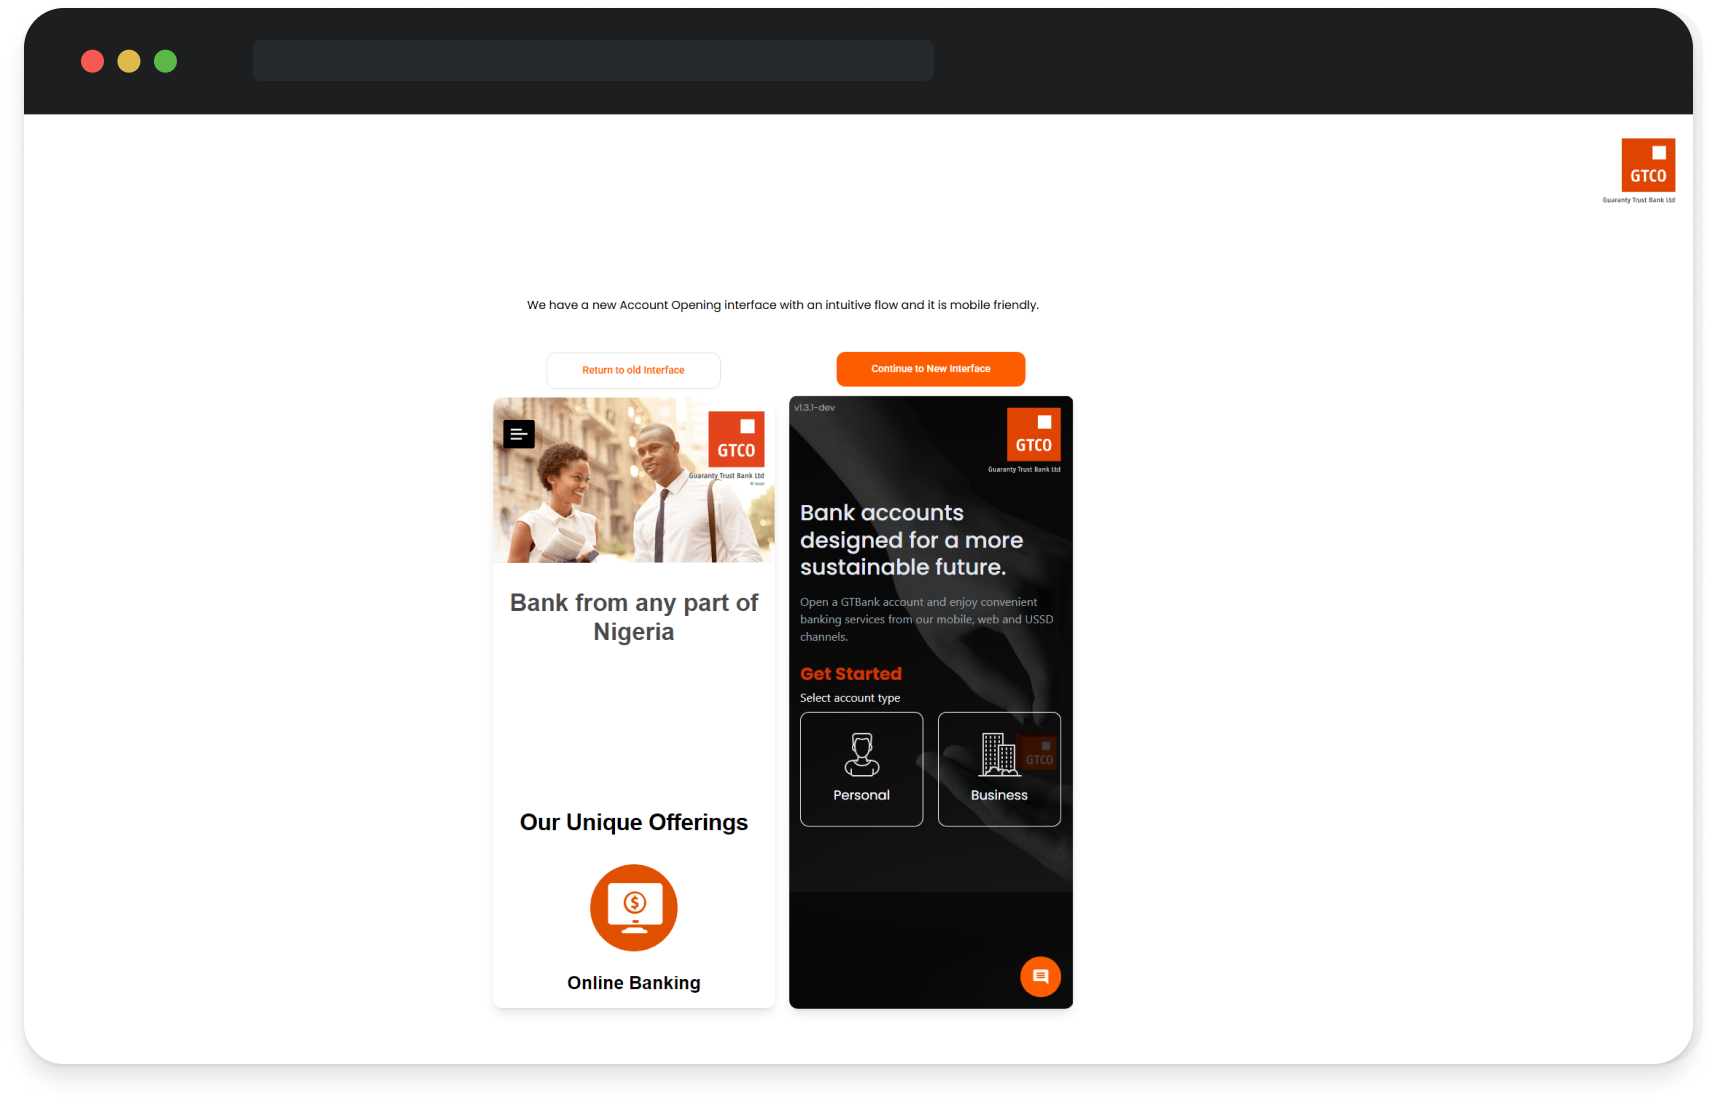 GTCO
Guaranty Trust Bank Ltd
We have a new Account Opening interface with an intuitive flow and it is mobile friendly.
Return to old Interface
Continue to New Interface
GTCO
Guaranty Trust Bank Ltd
Bank from any part of
Nigeria
Our Unique Offerings
$
Online Banking
v1.3.1-dev
GTCO
Guaranty Trust Bank Ltd
Bank accounts
designed for a more
sustainable future.
Open a GTBank account and enjoy convenient
banking services from our mobile, web and USSD
channels.
Get Started
Select account type
Personal
Business
GTCO